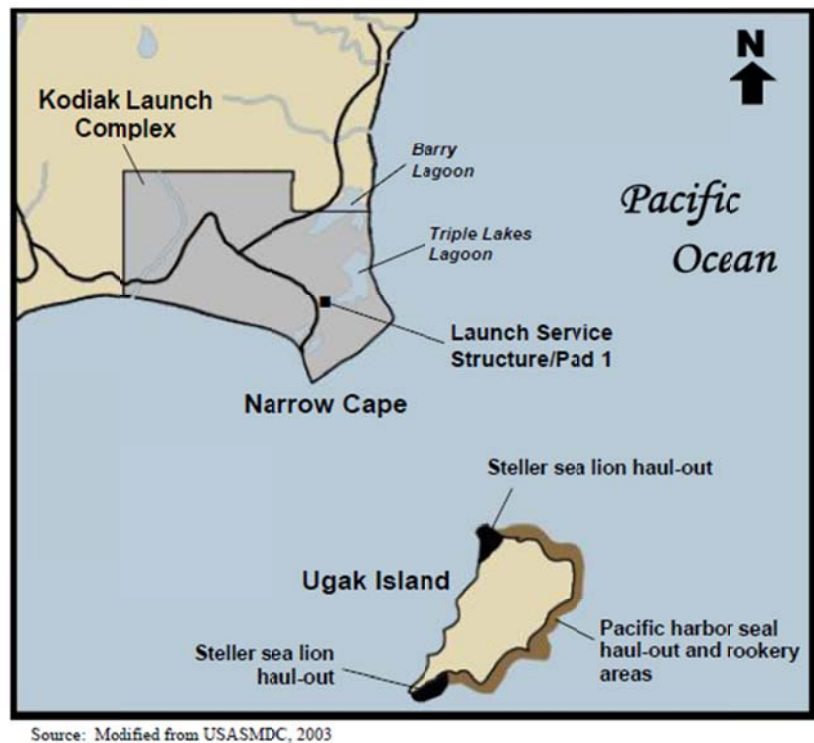 N
Kodiak Launch
Complex
Barry
Lagoon
Pacific
Ocean
Triple Lakes
Lagoon
Launch Service
Structure/Pad 1
Narrow Cape
Steller sea lion haul-out
Ugak Island
Pacific harbor seal
haul-out and rookery
areas
Steller sea lion
haul-out
Source: Modified from USASMDC, 2003